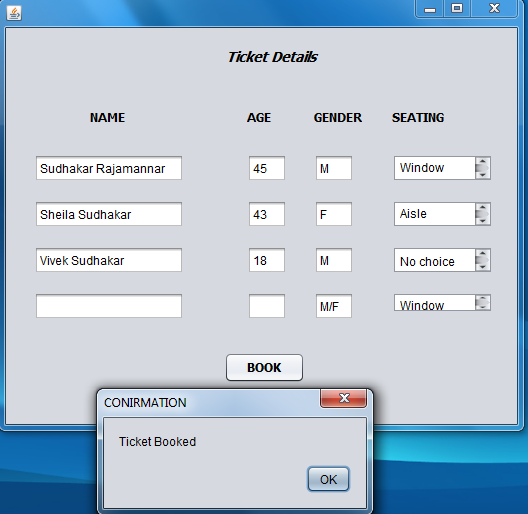 Ticket Details
NAME AGE GENDER SEATING
Sudhakar Rajamannar 45 M Window
Sheila Sudhakar 43 F Aisle
Vivek Sudhakar 18 M No choice
M/F Window
BOOK
CONIRMATION
Ticket Booked
OK